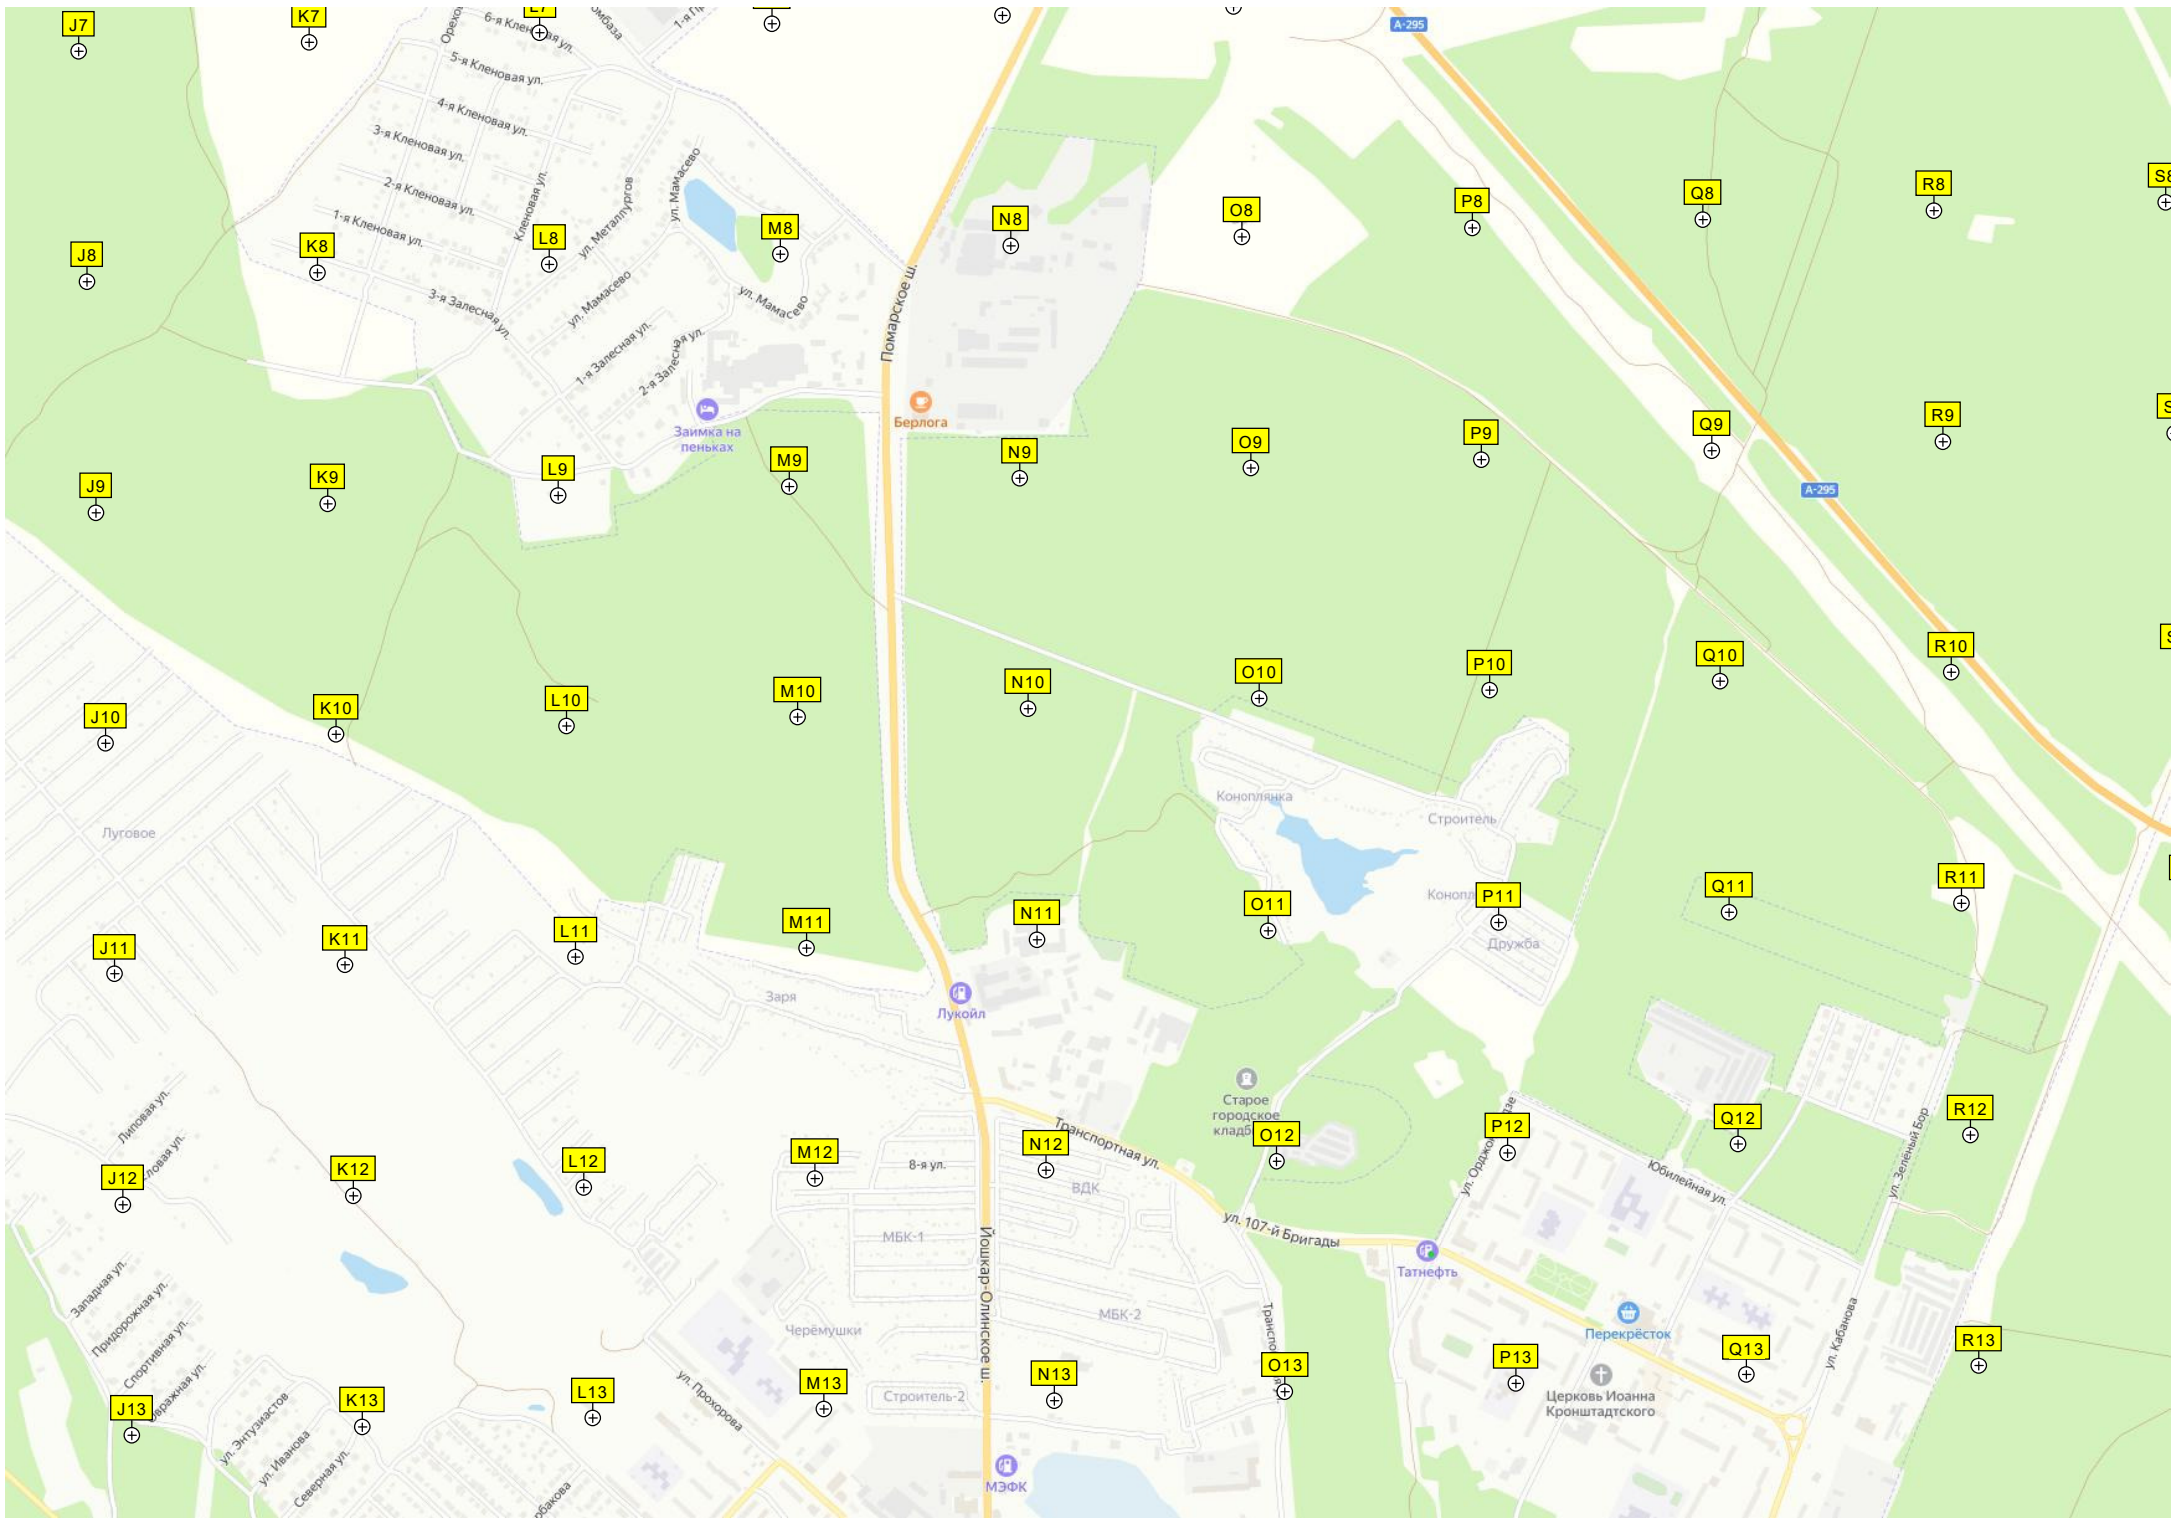 J7
K7
L7
6-я Кленовая ул.
А-295
5-я Кленовая ул.
4-я Кленовая ул.
3-я Кленовая ул.
2-я Кленовая ул.
1-я Кленовая ул.
Кленовая ул.
ул. Металлургов
ул. Мамасево
J8
K8
L8
M8
N8
O8
P8
Q8
R8
S8
3-я Залесная ул.
ул. Мамасево
ул. Мамасево
1-я Залесная ул.
2-я Залесная ул.
Помарское ш.
Заимка на
пеньках
Берлога
J9
K9
L9
M9
N9
O9
P9
Q9
R9
А-295
J10
K10
L10
M10
N10
O10
P10
Q10
R10
Луговое
Коноплянка
Строитель
J11
K11
L11
M11
N11
O11
Конопл
P11
Q11
R11
Дружба
Заря
Лукойл
Старое
городское
кладб
Липовая ул.
J12
K12
L12
M12
8-я ул.
N12
Транспортная ул.
O12
P12
Q12
R12
ВДК
Юбилейная ул.
ул. Зелёный Бор
МБК-1
ул. 107-й Бригады
Татнефть
Йошкар-Олинское ш.
МБК-2
Западная ул.
Придорожная ул.
Спортивная ул.
Черёмушки
Перекрёсток
ул. Кабанова
J13
K13
L13
M13
N13
O13
P13
Q13
R13
ул. Прохорова
Строитель-2
Церковь Иоанна
Кронштадтского
ул. Энтузиастов
ул. Иванова
Северная ул.
МЭФК